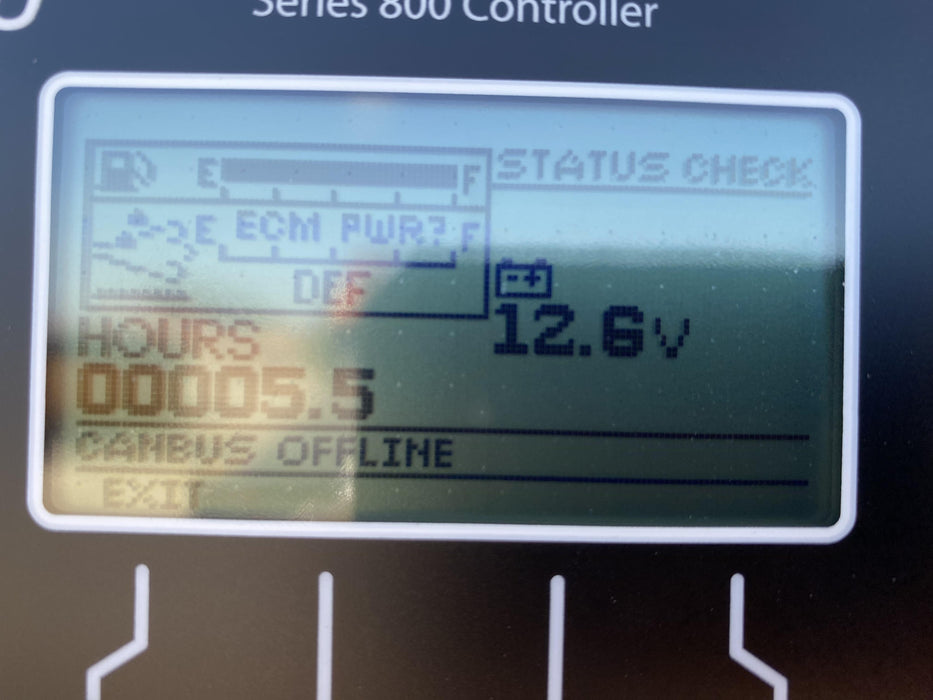 Series 800 Controller
E F STATUS CHECK
E ECM PWR? F
DEF
HOURS
12.6V
00005.5
CANBUS OFFLINE
EXIT